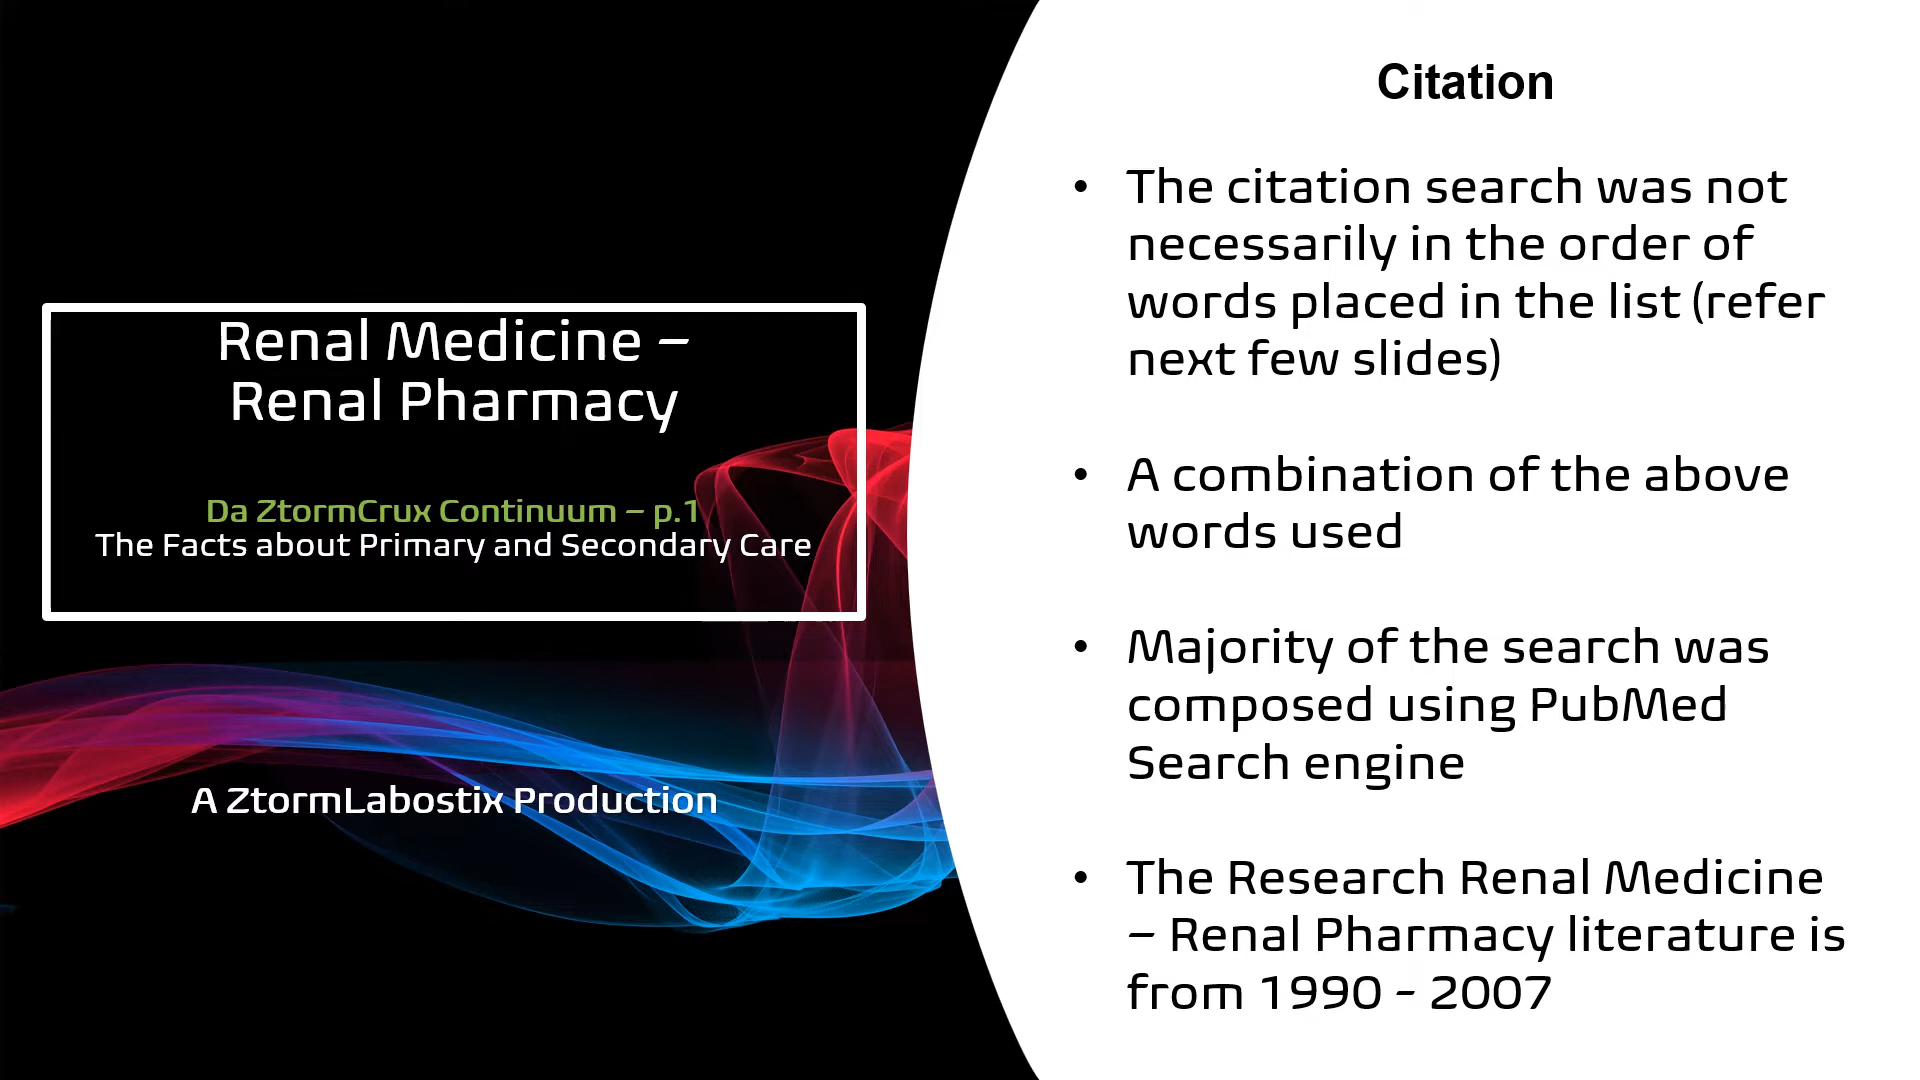 Renal Medicine –
Renal Pharmacy
Da ZtormCrux Continuum – p.1
The Facts about Primary and Secondary Care
A ZtormLabostix Production
Citation
• The citation search was not
necessarily in the order of
words placed in the list (refer
next few slides)
• A combination of the above
words used
• Majority of the search was
composed using PubMed
Search engine
• The Research Renal Medicine
– Renal Pharmacy literature is
from 1990 - 2007